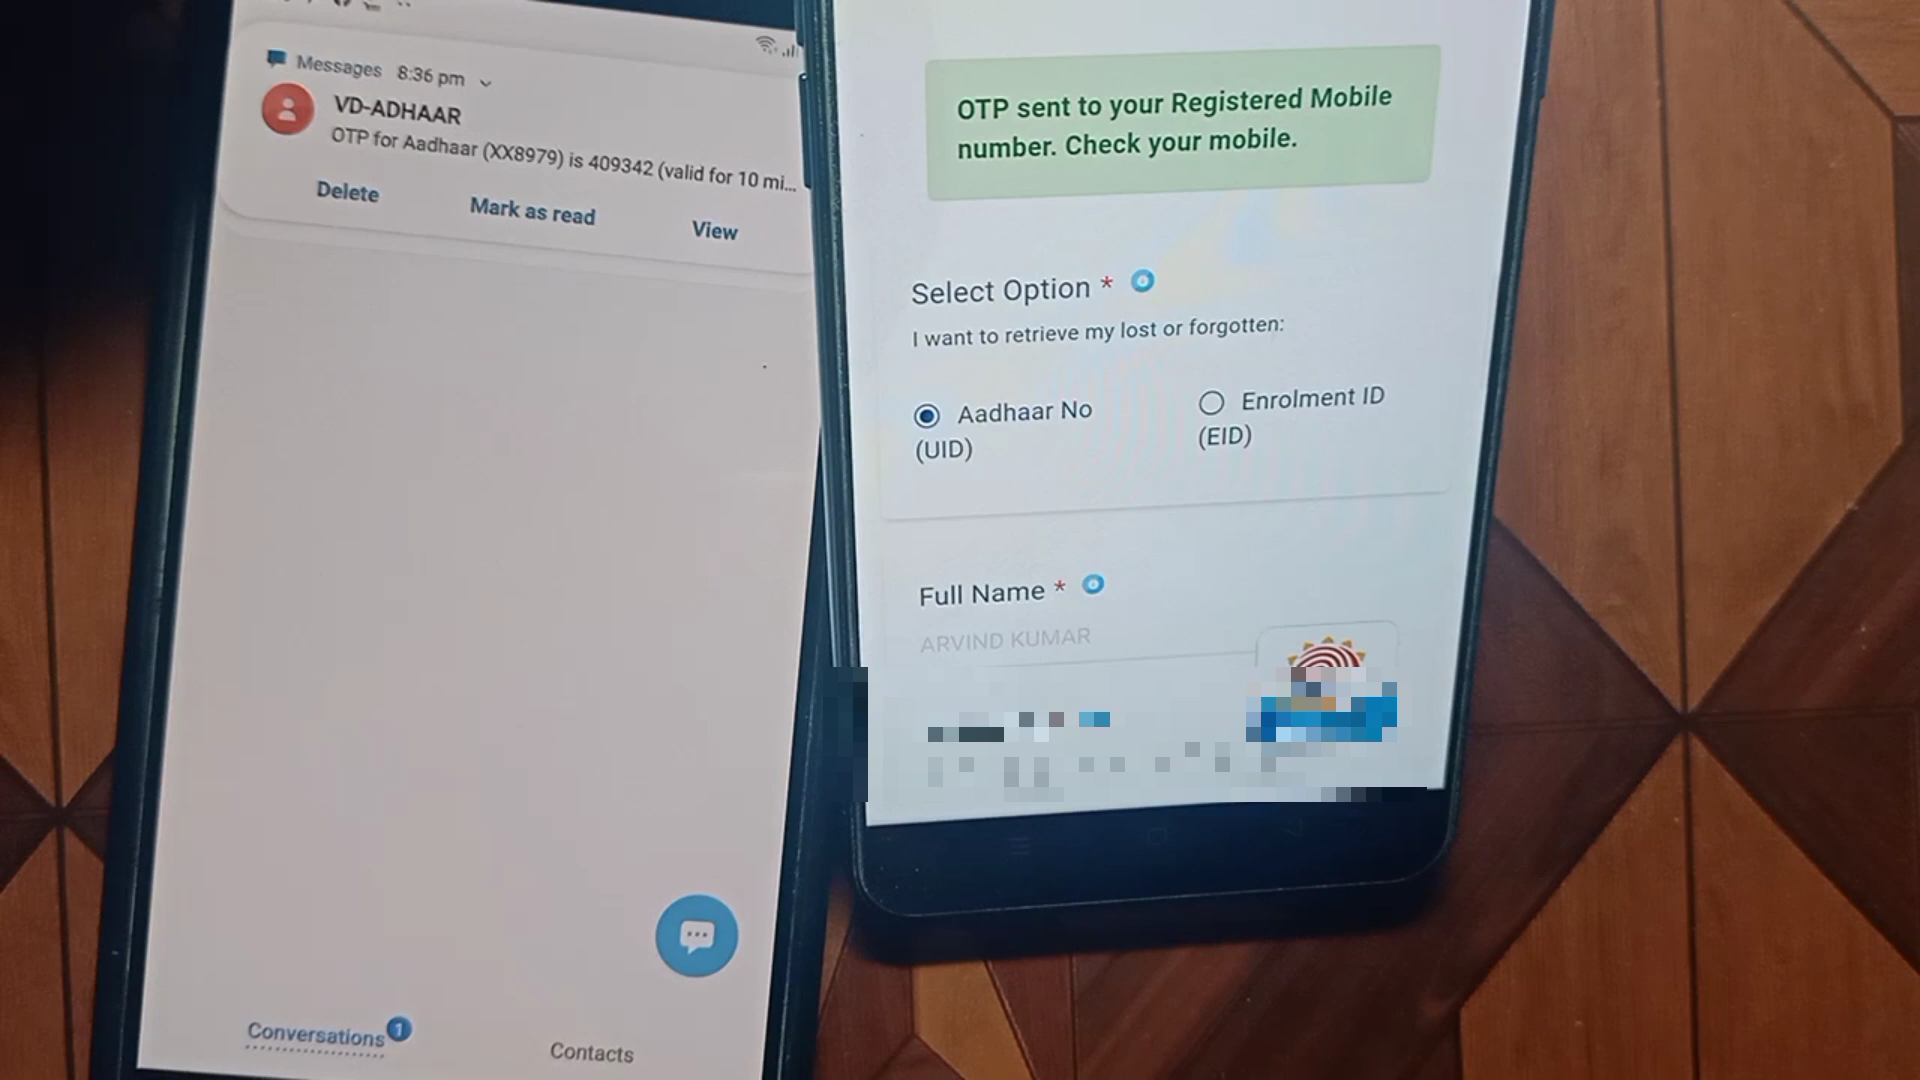 Messages 8:36 pm
VD-ADHAAR
OTP for Aadhaar (XX8979) is 409342 (valid for 10 mi...
Delete Mark as read View
Conversations 1
Contacts
OTP sent to your Registered Mobile
number. Check your mobile.
Select Option *
I want to retrieve my lost or forgotten:
Aadhaar No
(UID)
Enrolment ID
(EID)
Full Name *
ARVIND KUMAR